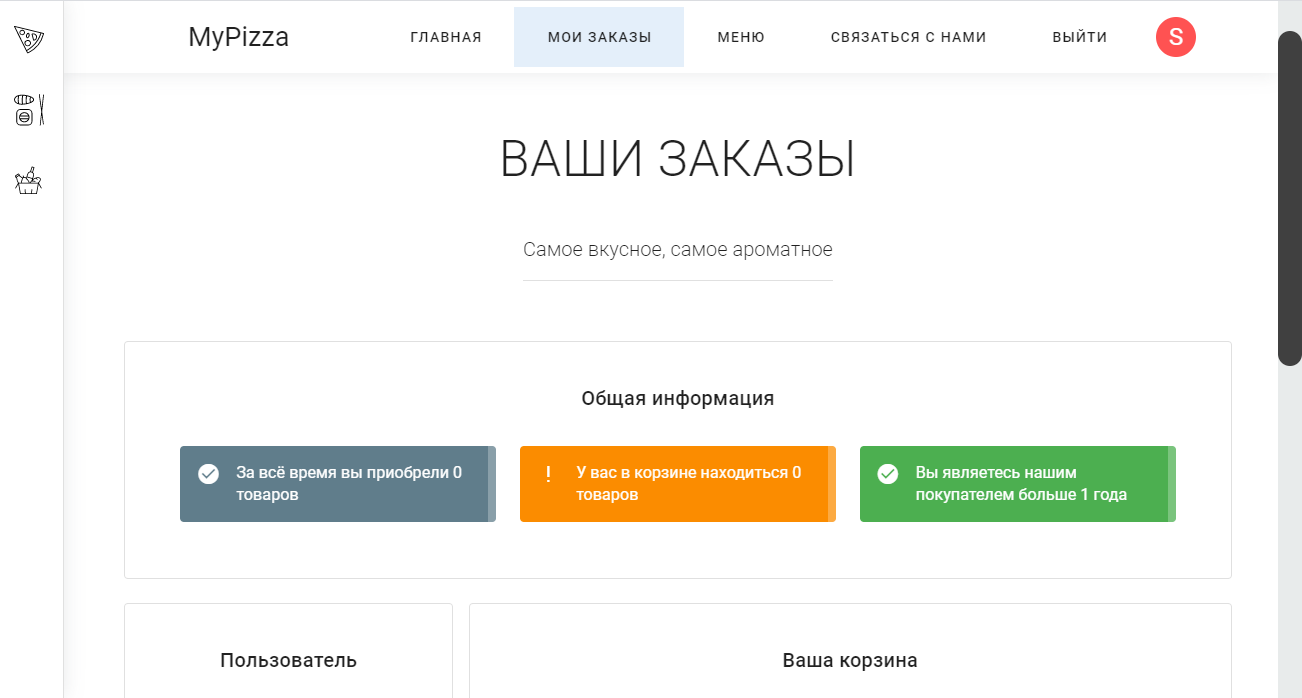 MyPizza
ГЛАВНАЯ
МОИ ЗАКАЗЫ
МЕНЮ
СВЯЗАТЬСЯ С НАМИ
ВЫЙТИ
S
ВАШИ ЗАКАЗЫ
Самое вкусное, самое ароматное
Общая информация
За всё время вы приобрели 0
товаров
У вас в корзине находиться 0
товаров
Вы являетесь нашим
покупателем больше 1 года
Пользователь
Ваша корзина